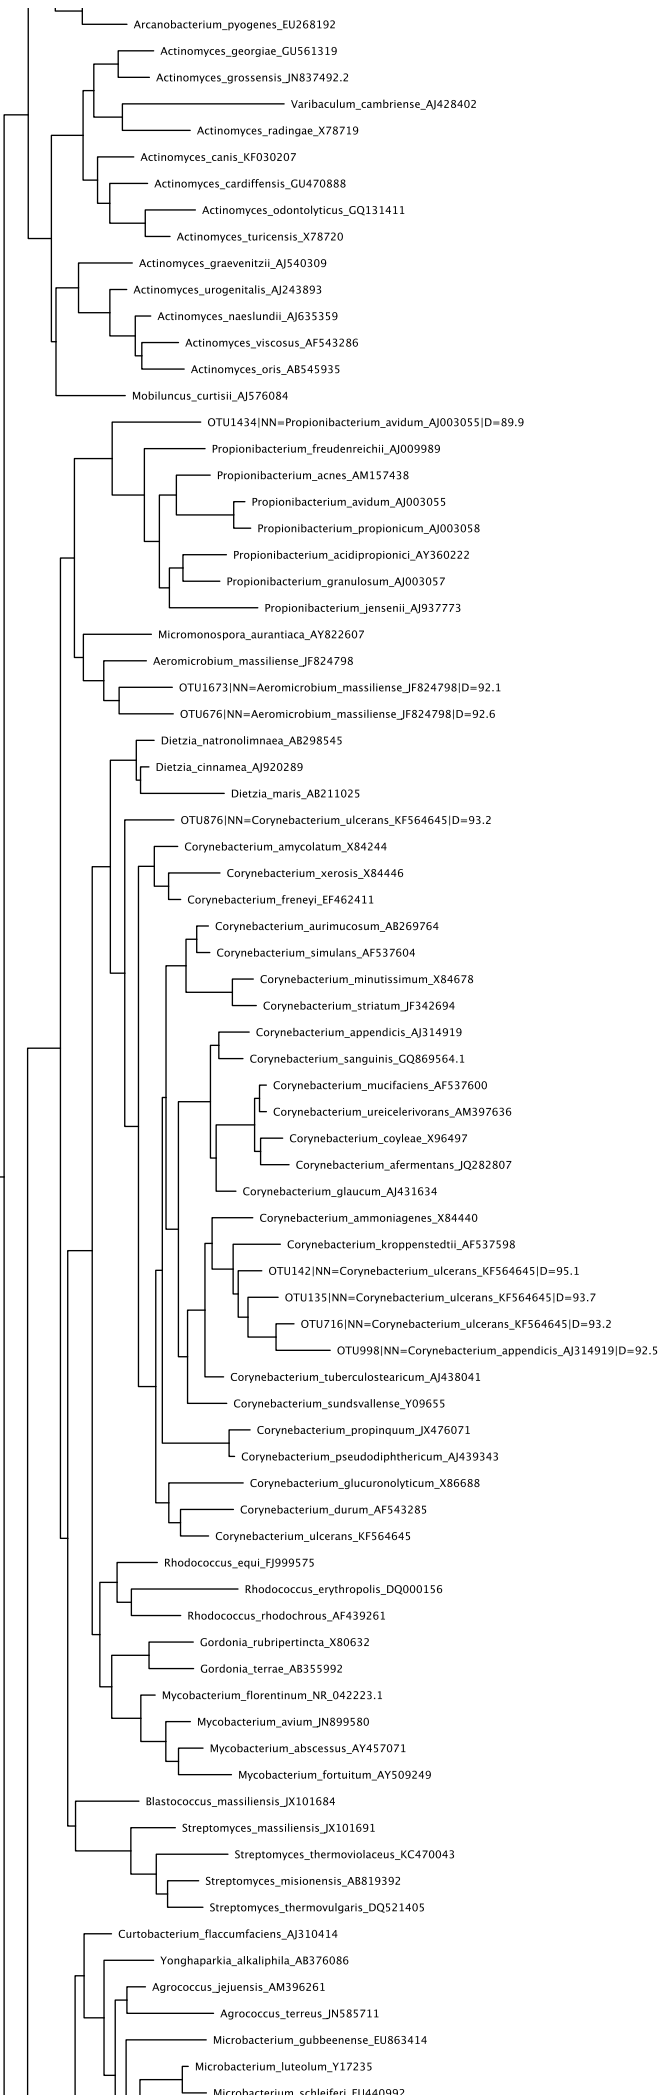 Arcanobacterium_pyogenes_EU268192
Actinomyces_georgiae_GU561319
Actinomyces_grossensis_JN837492.2
Varibaculum_cambriense_AJ428402
Actinomyces_radingae_X78719
Actinomyces_canis_KF030207
Actinomyces_cardiffensis_GU470888
Actinomyces_odontolyticus_GQ131411
Actinomyces_turicensis_X78720
Actinomyces_graevenitzii_AJ540309
Actinomyces_urogenitalis_AJ243893
Actinomyces_naeslundii_AJ635359
Actinomyces_viscosus_AF543286
Actinomyces_oris_AB545935
Mobiluncus_curtisii_AJ576084
OTU1434|NN=Propionibacterium_avidum_AJ003055|D=89.9
Propionibacterium_freudenreichii_AJ009989
Propionibacterium_acnes_AM157438
Propionibacterium_avidum_AJ003055
Propionibacterium_propionicum_AJ003058
Propionibacterium_acidipropionici_AY360222
Propionibacterium_granulosum_AJ003057
Propionibacterium_jensenii_AJ937773
Micromonospora_aurantiaca_AY822607
Aeromicrobium_massiliense_JF824798
OTU1673|NN=Aeromicrobium_massiliense_JF824798|D=92.1
OTU676|NN=Aeromicrobium_massiliense_JF824798|D=92.6
Dietzia_natronolimnaea_AB298545
Dietzia_cinnamea_AJ920289
Dietzia_maris_AB211025
OTU876|NN=Corynebacterium_ulcerans_KF564645|D=93.2
Corynebacterium_amycolatum_X84244
Corynebacterium_xerosis_X84446
Corynebacterium_freneyi_EF462411
Corynebacterium_aurimucosum_AB269764
Corynebacterium_simulans_AF537604
Corynebacterium_minutissimum_X84678
Corynebacterium_striatum_JF342694
Corynebacterium_appendicis_AJ314919
Corynebacterium_sanguinis_GQ869564.1
Corynebacterium_mucifaciens_AF537600
Corynebacterium_ureicelerivorans_AM397636
Corynebacterium_coyleae_X96497
Corynebacterium_afermentans_JQ282807
Corynebacterium_glaucum_AJ431634
Corynebacterium_ammoniagenes_X84440
Corynebacterium_kroppenstedtii_AF537598
OTU142|NN=Corynebacterium_ulcerans_KF564645|D=95.1
OTU135|NN=Corynebacterium_ulcerans_KF564645|D=93.7
OTU716|NN=Corynebacterium_ulcerans_KF564645|D=93.2
OTU998|NN=Corynebacterium_appendicis_AJ314919|D=92.5
Corynebacterium_tuberculostearicum_AJ438041
Corynebacterium_sundsvallense_Y09655
Corynebacterium_propinquum_JX476071
Corynebacterium_pseudodiphthericum_AJ439343
Corynebacterium_glucuronolyticum_X86688
Corynebacterium_durum_AF543285
Corynebacterium_ulcerans_KF564645
Rhodococcus_equi_FJ999575
Rhodococcus_erythropolis_DQ000156
Rhodococcus_rhodochrous_AF439261
Gordonia_rubripertincta_X80632
Gordonia_terrae_AB355992
Mycobacterium_florentinum_NR_042223.1
Mycobacterium_avium_JN899580
Mycobacterium_abscessus_AY457071
Mycobacterium_fortuitum_AY509249
Blastococcus_massiliensis_JX101684
Streptomyces_massiliensis_JX101691
Streptomyces_thermoviolaceus_KC470043
Streptomyces_misionensis_AB819392
Streptomyces_thermovulgaris_DQ521405
Curtobacterium_flaccumfaciens_AJ310414
Yonghaparkia_alkaliphila_AB376086
Agrococcus_jejuensis_AM396261
Agrococcus_terreus_JN585711
Microbacterium_gubbeenense_EU863414
Microbacterium_luteolum_Y17235
Microbacterium_schleiferi_EU440992